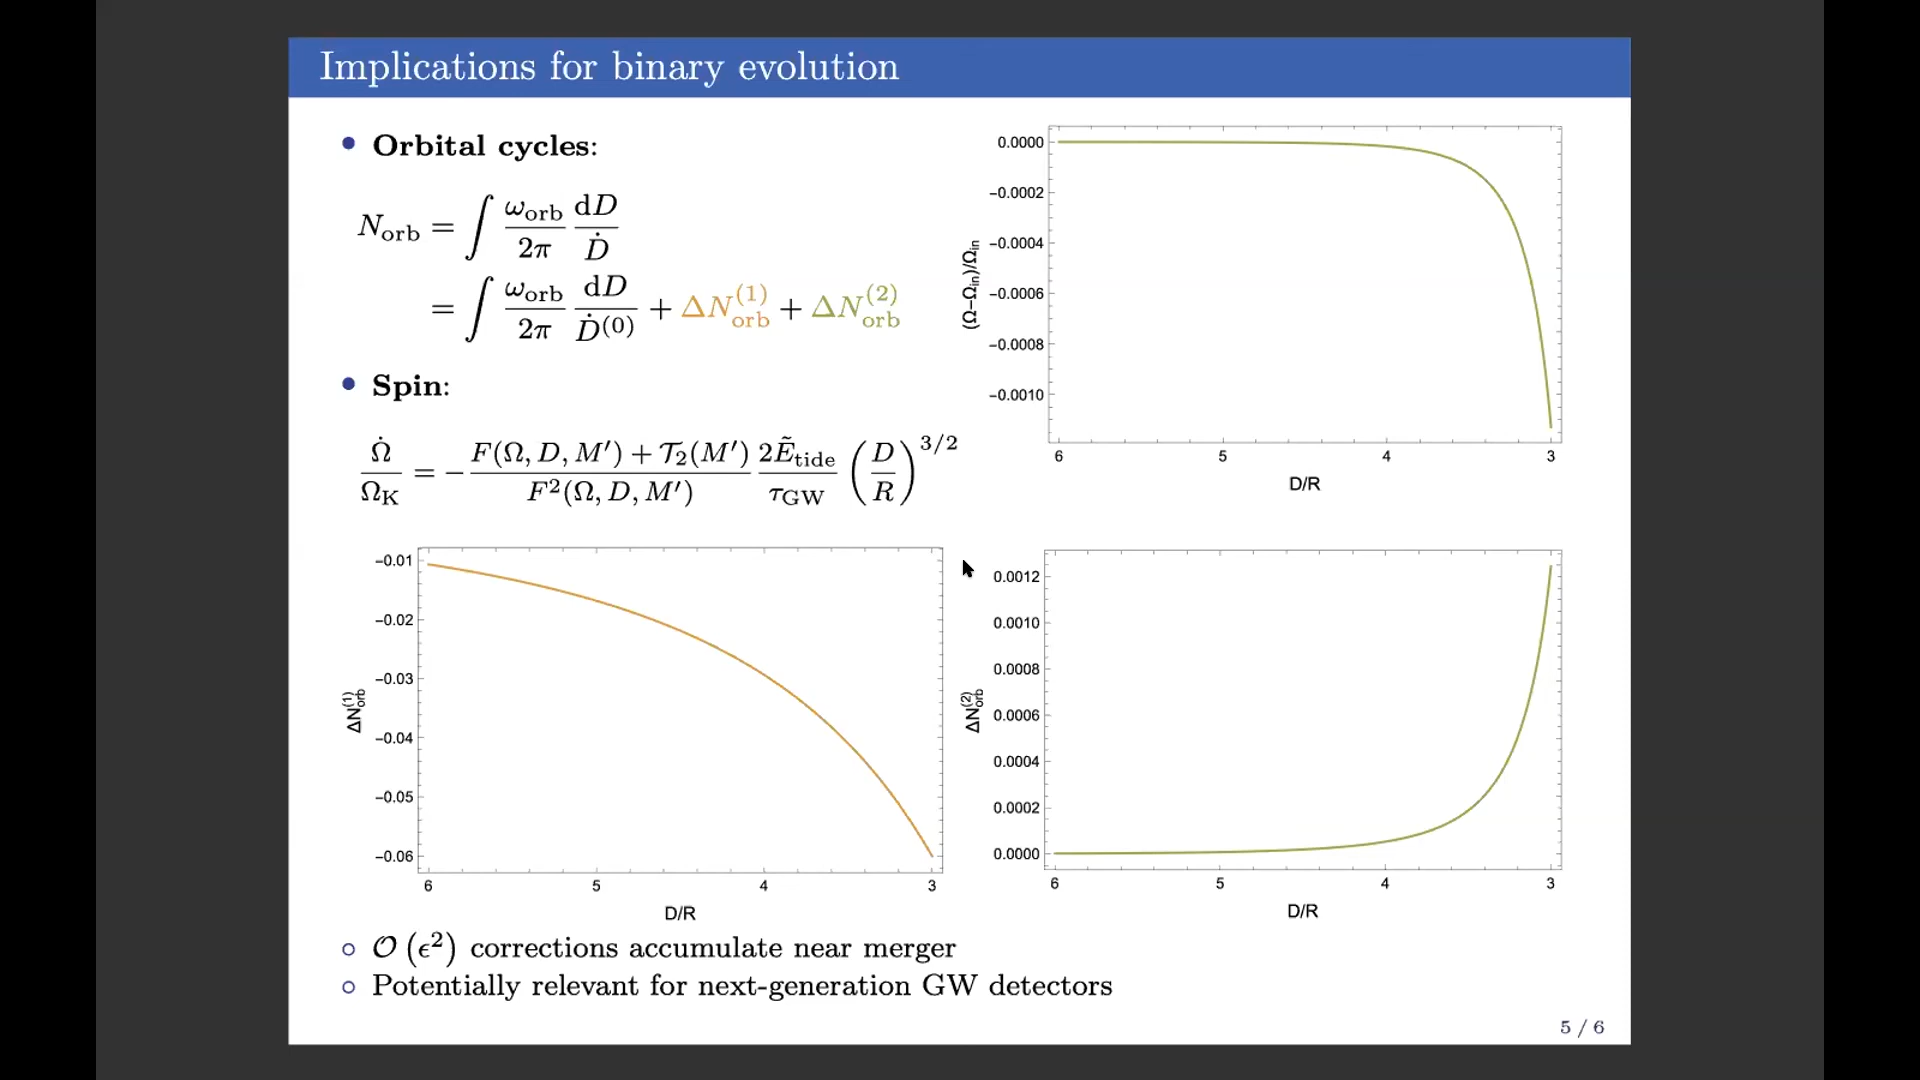 Implications for binary evolution
• Orbital cycles:
N_orb = ∫ ω_orb/2π dD/Ḋ
= ∫ ω_orb/2π dD/Ḋ^(0) + ΔN_orb^(1) + ΔN_orb^(2)
• Spin:
Ω̇/Ω_K = − (F(Ω, D, M′) + 𝒯₂(M′))/F²(Ω, D, M′) 2Ẽ_tide/τ_GW (D/R)^3/2
(Ω−Ω_in)/Ω_in
0.0000
−0.0002
−0.0004
−0.0006
−0.0008
−0.0010
6 5 4 3
D/R
ΔN_orb^(1)
−0.01
−0.02
−0.03
−0.04
−0.05
−0.06
6 5 4 3
D/R
ΔN_orb^(2)
0.0012
0.0010
0.0008
0.0006
0.0004
0.0002
0.0000
6 5 4 3
D/R
○ 𝒪(ϵ²) corrections accumulate near merger
○ Potentially relevant for next-generation GW detectors
5 / 6